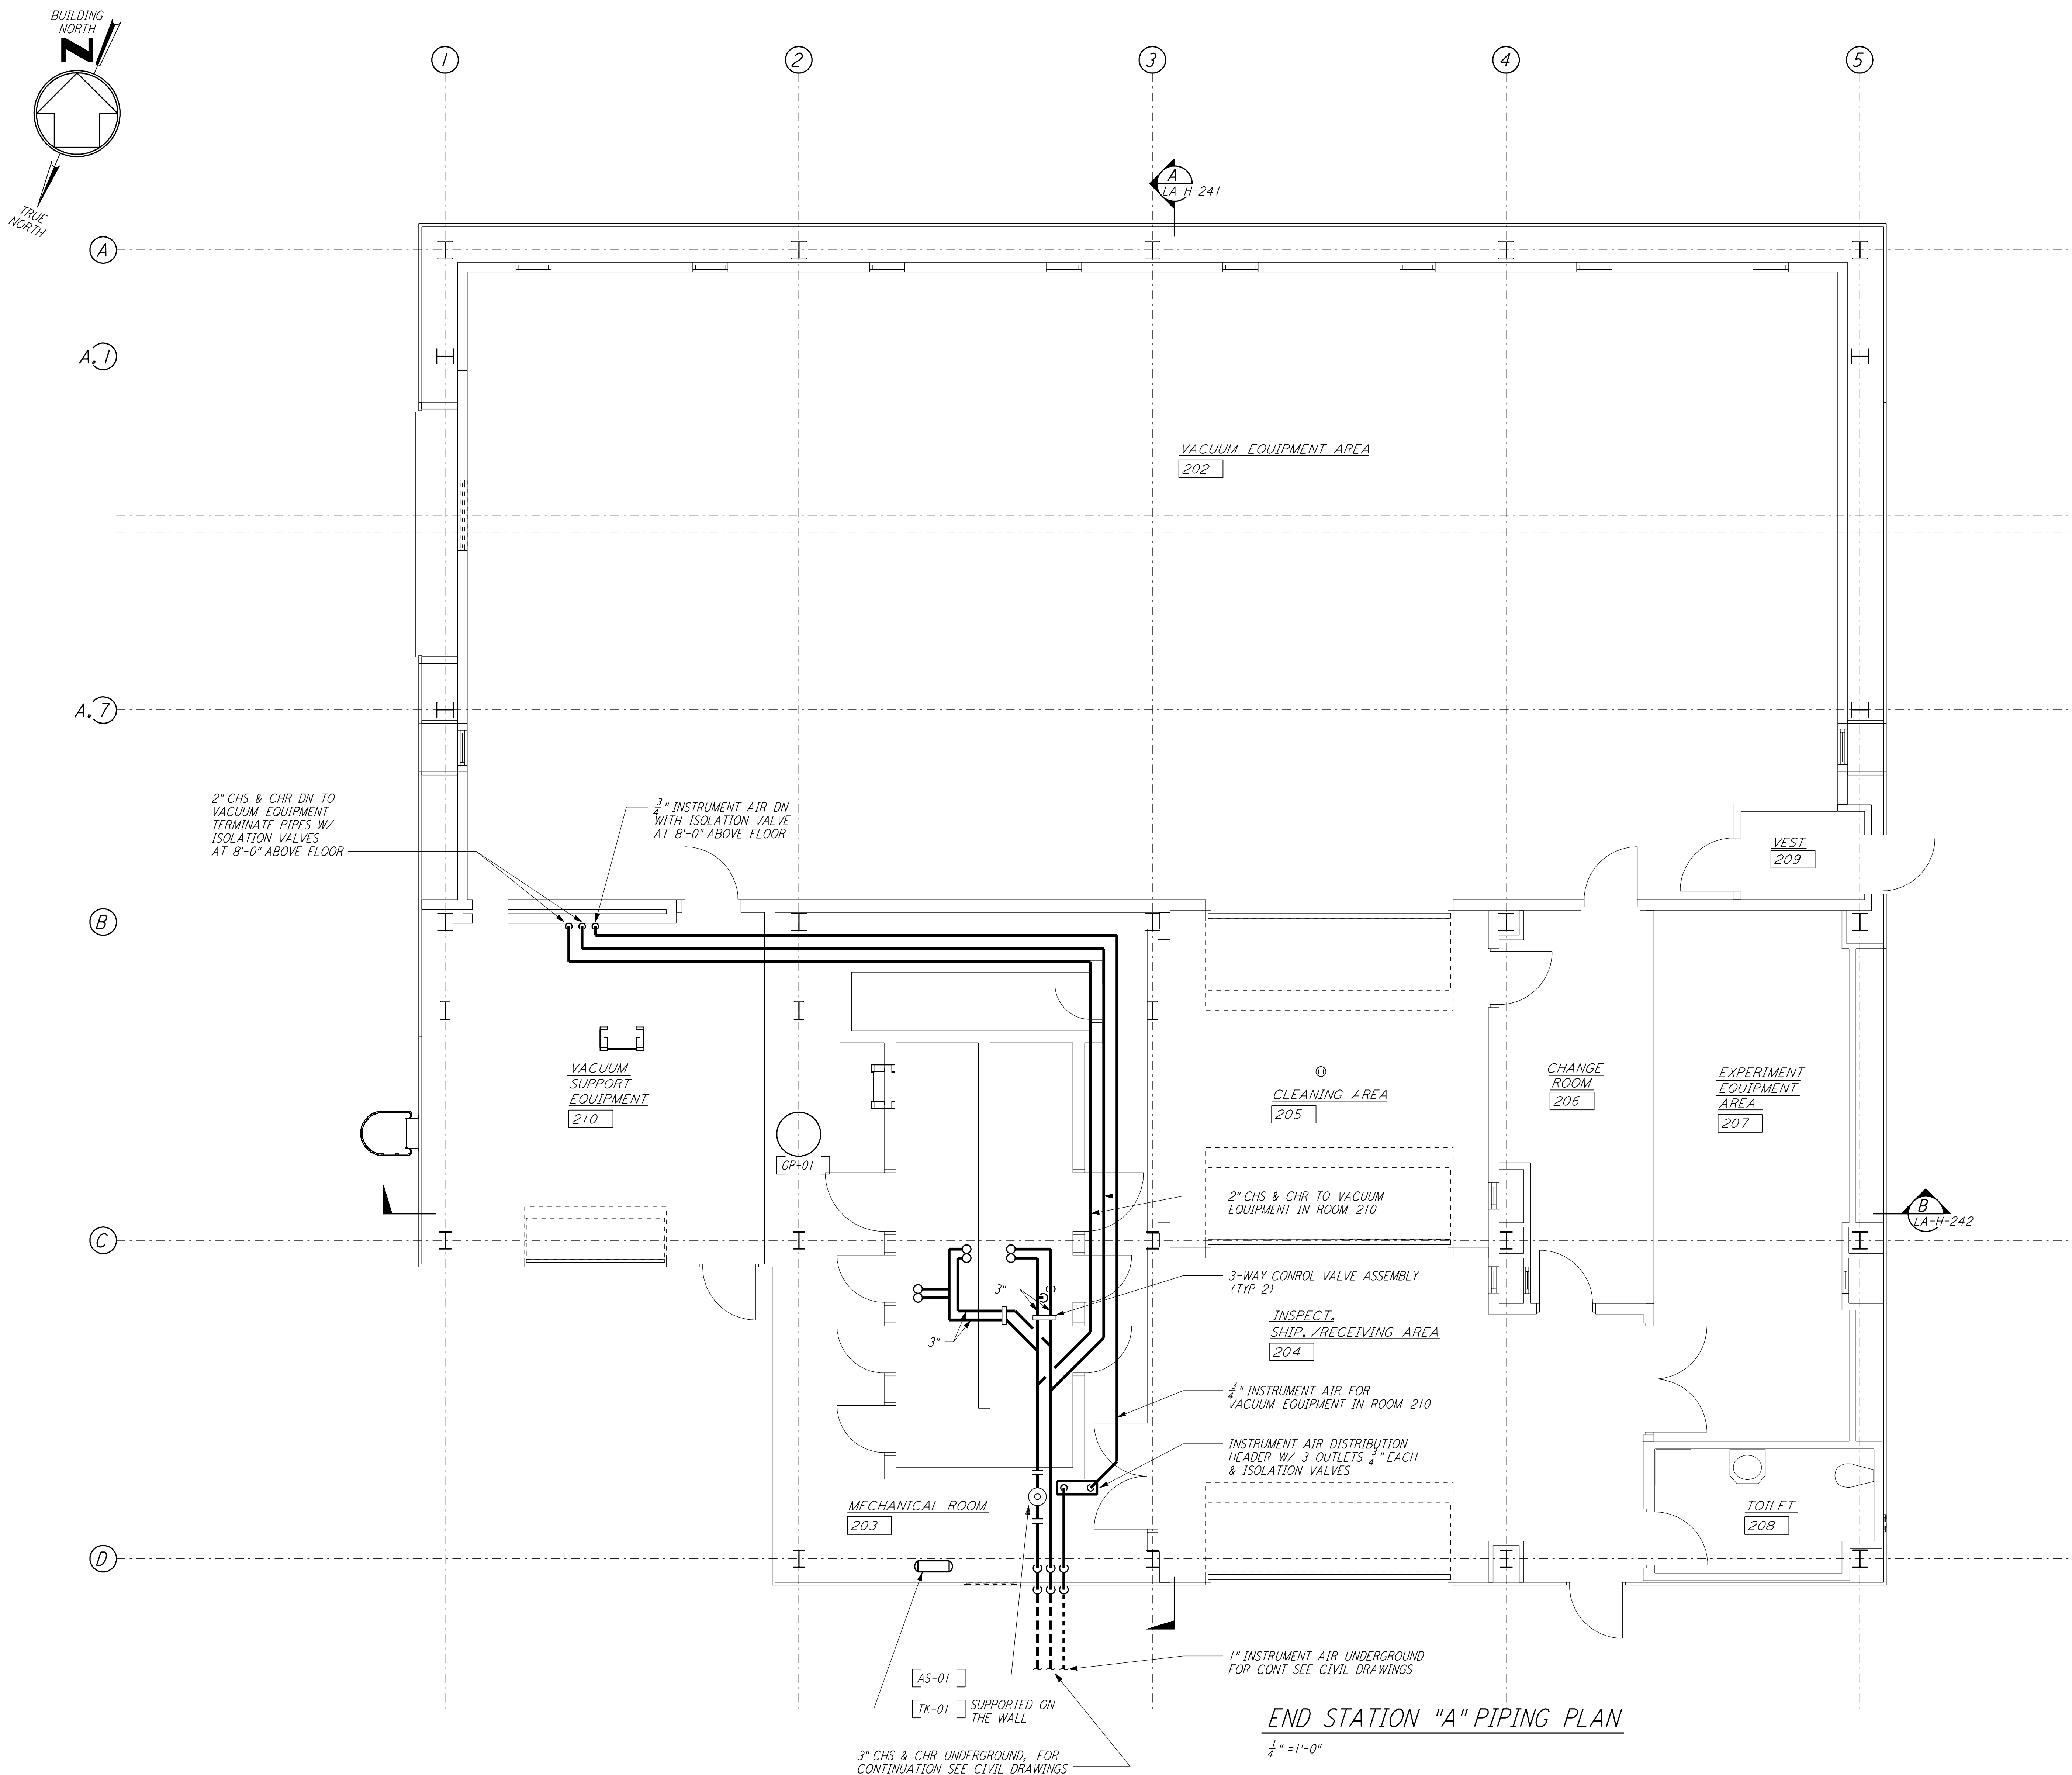 BUILDING
NORTH
N
TRUE
NORTH
1
2
3
4
5
A
LA-H-241
A
A.1
VACUUM EQUIPMENT AREA
202
A.7
2" CHS & CHR DN TO
VACUUM EQUIPMENT
TERMINATE PIPES W/
ISOLATION VALVES
AT 8'-0" ABOVE FLOOR
3/4" INSTRUMENT AIR DN
WITH ISOLATION VALVE
AT 8'-0" ABOVE FLOOR
VEST
209
B
VACUUM
SUPPORT
EQUIPMENT
210
GP-01
CLEANING AREA
205
CHANGE
ROOM
206
EXPERIMENT
EQUIPMENT
AREA
207
2" CHS & CHR TO VACUUM
EQUIPMENT IN ROOM 210
B
LA-H-242
C
3-WAY CONROL VALVE ASSEMBLY
(TYP 2)
3"
3"
INSPECT.
SHIP./RECEIVING AREA
204
3/4" INSTRUMENT AIR FOR
VACUUM EQUIPMENT IN ROOM 210
INSTRUMENT AIR DISTRIBUTION
HEADER W/ 3 OUTLETS 3/4" EACH
& ISOLATION VALVES
MECHANICAL ROOM
203
TOILET
208
D
AS-01
TK-01
SUPPORTED ON
THE WALL
1" INSTRUMENT AIR UNDERGROUND
FOR CONT SEE CIVIL DRAWINGS
3" CHS & CHR UNDERGROUND, FOR
CONTINUATION SEE CIVIL DRAWINGS
END STATION "A" PIPING PLAN
1/4" =1'-0"